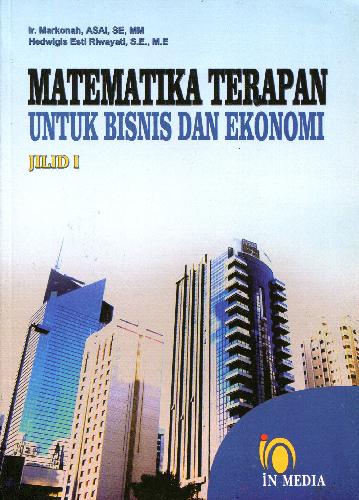 Ir. Markonah, ASAI, SE, MM
Hedwigis Esti Riwayati, S.E., M.E
MATEMATIKA TERAPAN
UNTUK BISNIS DAN EKONOMI
JILID I
iN MEDIA